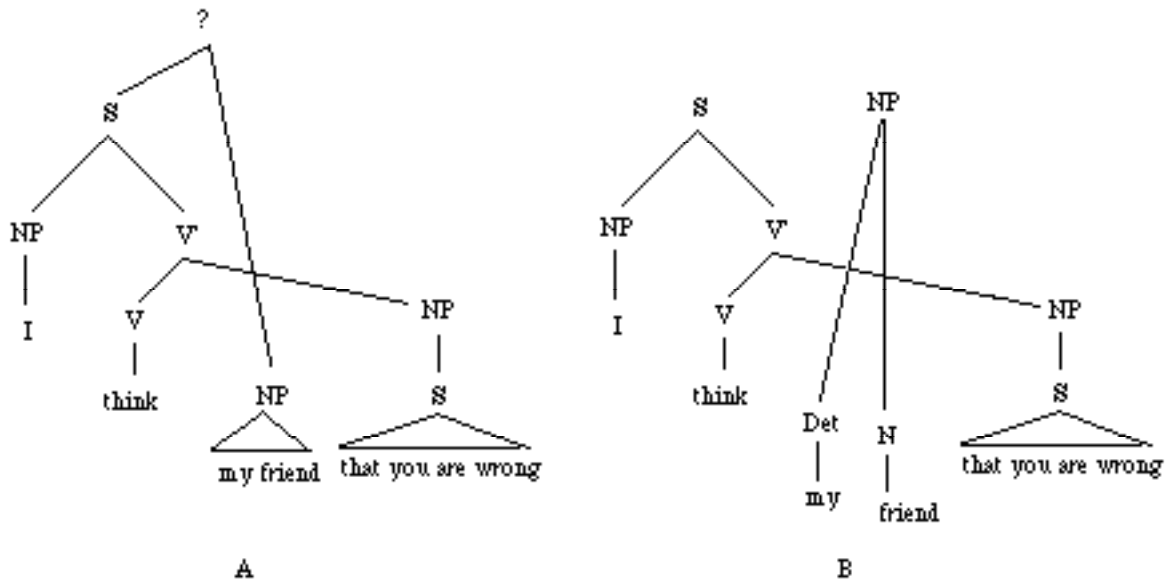 ?
S
S NP
NP V' NP V'
V NP V NP
I I
think NP S think Det N S
my friend that you are wrong my friend that you are wrong
A B